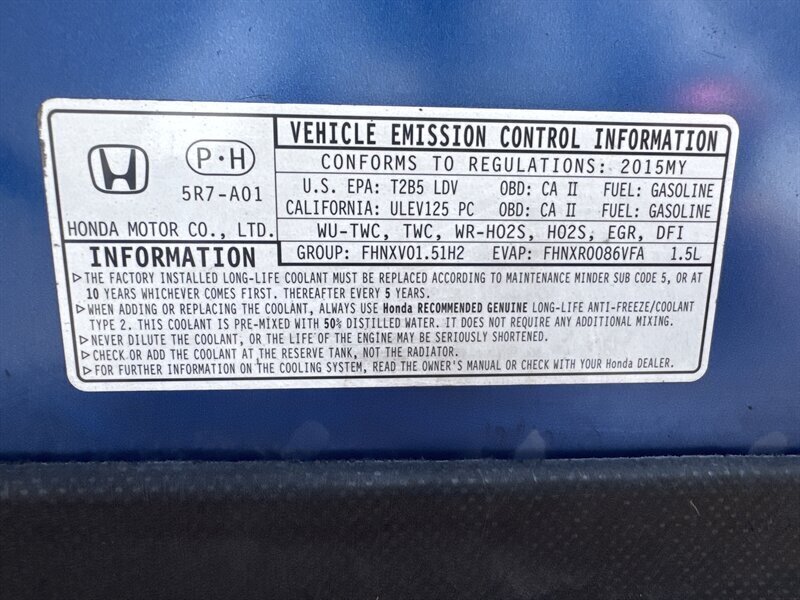 P·H
5R7-A01
HONDA MOTOR CO., LTD.
VEHICLE EMISSION CONTROL INFORMATION
CONFORMS TO REGULATIONS: 2015MY
U.S. EPA: T2B5 LDV OBD: CA II FUEL: GASOLINE
CALIFORNIA: ULEV125 PC OBD: CA II FUEL: GASOLINE
WU-TWC, TWC, WR-HO2S, HO2S, EGR, DFI
GROUP: FHNXV01.51H2 EVAP: FHNXR0086VFA 1.5L
INFORMATION
▷THE FACTORY INSTALLED LONG-LIFE COOLANT MUST BE REPLACED ACCORDING TO MAINTENANCE MINDER SUB CODE 5, OR AT
10 YEARS WHICHEVER COMES FIRST. THEREAFTER EVERY 5 YEARS.
▷WHEN ADDING OR REPLACING THE COOLANT, ALWAYS USE Honda RECOMMENDED GENUINE LONG-LIFE ANTI-FREEZE/COOLANT
TYPE 2. THIS COOLANT IS PRE-MIXED WITH 50% DISTILLED WATER. IT DOES NOT REQUIRE ANY ADDITIONAL MIXING.
▷NEVER DILUTE THE COOLANT, OR THE LIFE OF THE ENGINE MAY BE SERIOUSLY SHORTENED.
▷CHECK OR ADD THE COOLANT AT THE RESERVE TANK, NOT THE RADIATOR.
▷FOR FURTHER INFORMATION ON THE COOLING SYSTEM, READ THE OWNER'S MANUAL OR CHECK WITH YOUR Honda DEALER.